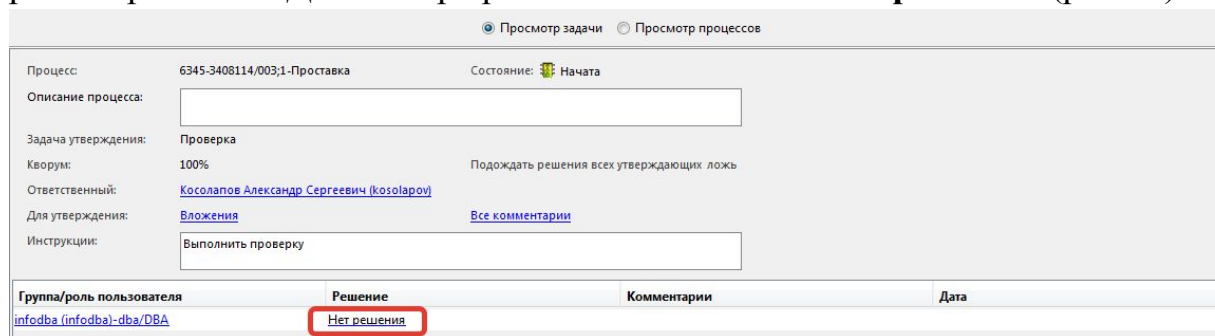 Просмотр задачи Просмотр процессов
Процесс: 6345-3408114/003;1-Проставка Состояние: Начата
Описание процесса:
Задача утверждения: Проверка
Кворум: 100% Подождать решения всех утверждающих ложь
Ответственный: Косолапов Александр Сергеевич (kosolapov)
Для утверждения: Вложения Все комментарии
Инструкции: Выполнить проверку
Группа/роль пользователя Решение Комментарии Дата
infodba (infodba)-dba/DBA Нет решения